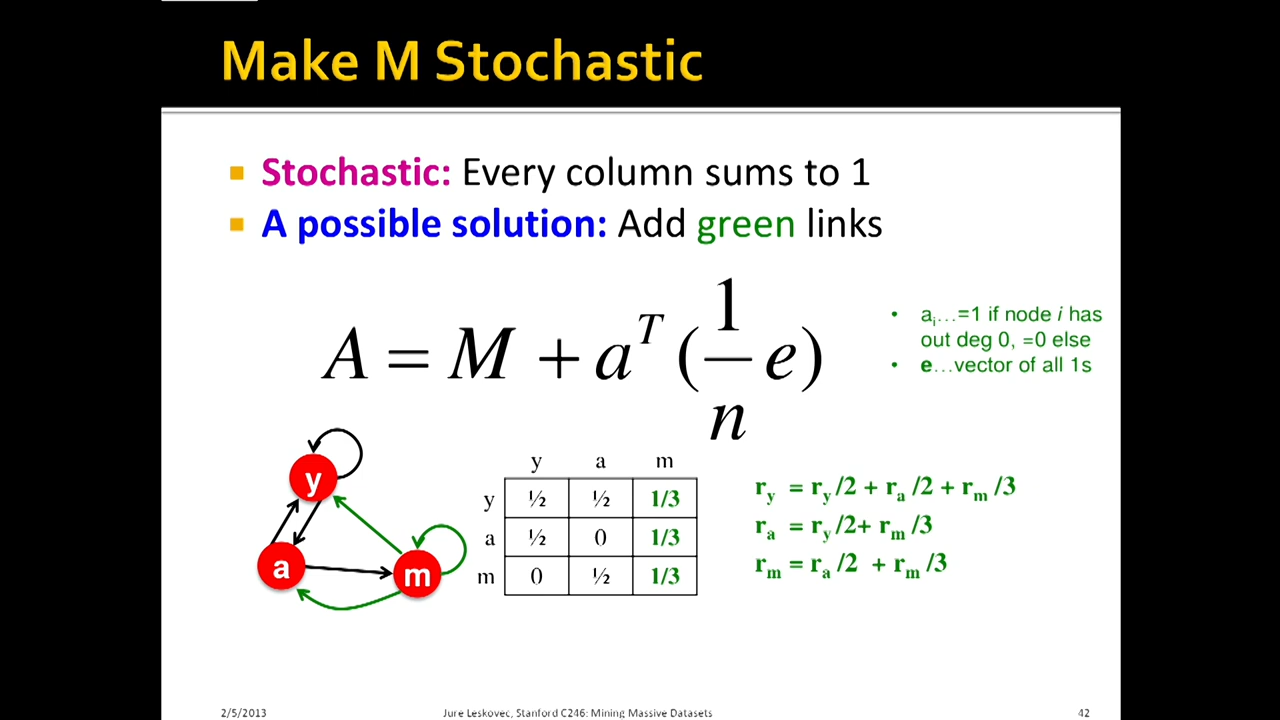 Make M Stochastic
Stochastic: Every column sums to 1
A possible solution: Add green links
A = M + a^T (1/n e)
• a_i…=1 if node i has
out deg 0, =0 else
• e…vector of all 1s
y
a
m
y a m
y ½ ½ 1/3
a ½ 0 1/3
m 0 ½ 1/3
r_y = r_y/2 + r_a/2 + r_m/3
r_a = r_y/2+ r_m/3
r_m = r_a/2 + r_m/3
2/5/2013 Jure Leskovec, Stanford C246: Mining Massive Datasets 42